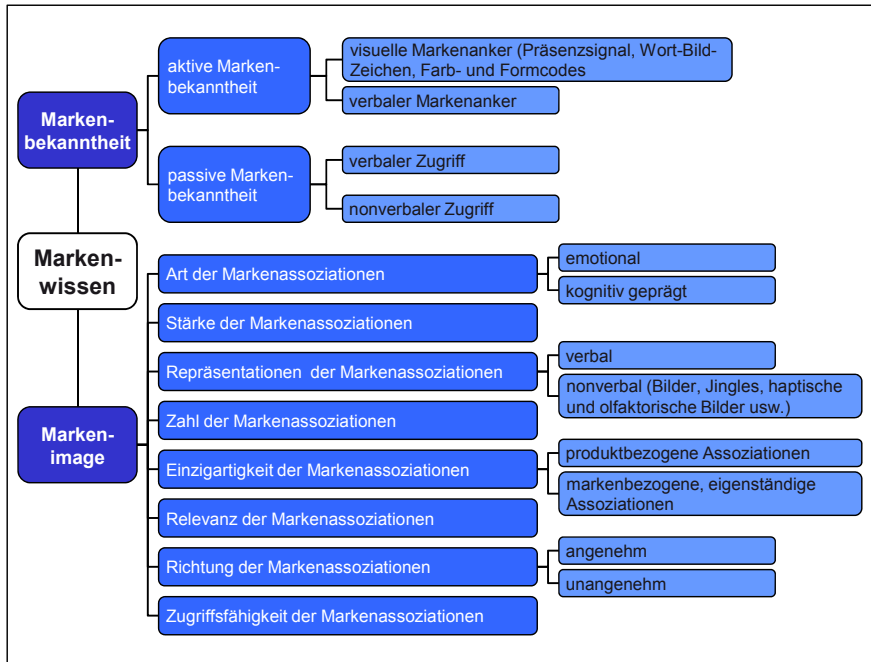 Marken-
bekanntheit
aktive Marken-
bekanntheit
visuelle Markenanker (Präsenzsignal, Wort-Bild-
Zeichen, Farb- und Formcodes
verbaler Markenanker
passive Marken-
bekanntheit
verbaler Zugriff
nonverbaler Zugriff
Marken-
wissen
Marken-
image
Art der Markenassoziationen
emotional
kognitiv geprägt
Stärke der Markenassoziationen
Repräsentationen der Markenassoziationen
verbal
nonverbal (Bilder, Jingles, haptische
und olfaktorische Bilder usw.)
Zahl der Markenassoziationen
Einzigartigkeit der Markenassoziationen
produktbezogene Assoziationen
markenbezogene, eigenständige
Assoziationen
Relevanz der Markenassoziationen
Richtung der Markenassoziationen
angenehm
unangenehm
Zugriffsfähigkeit der Markenassoziationen